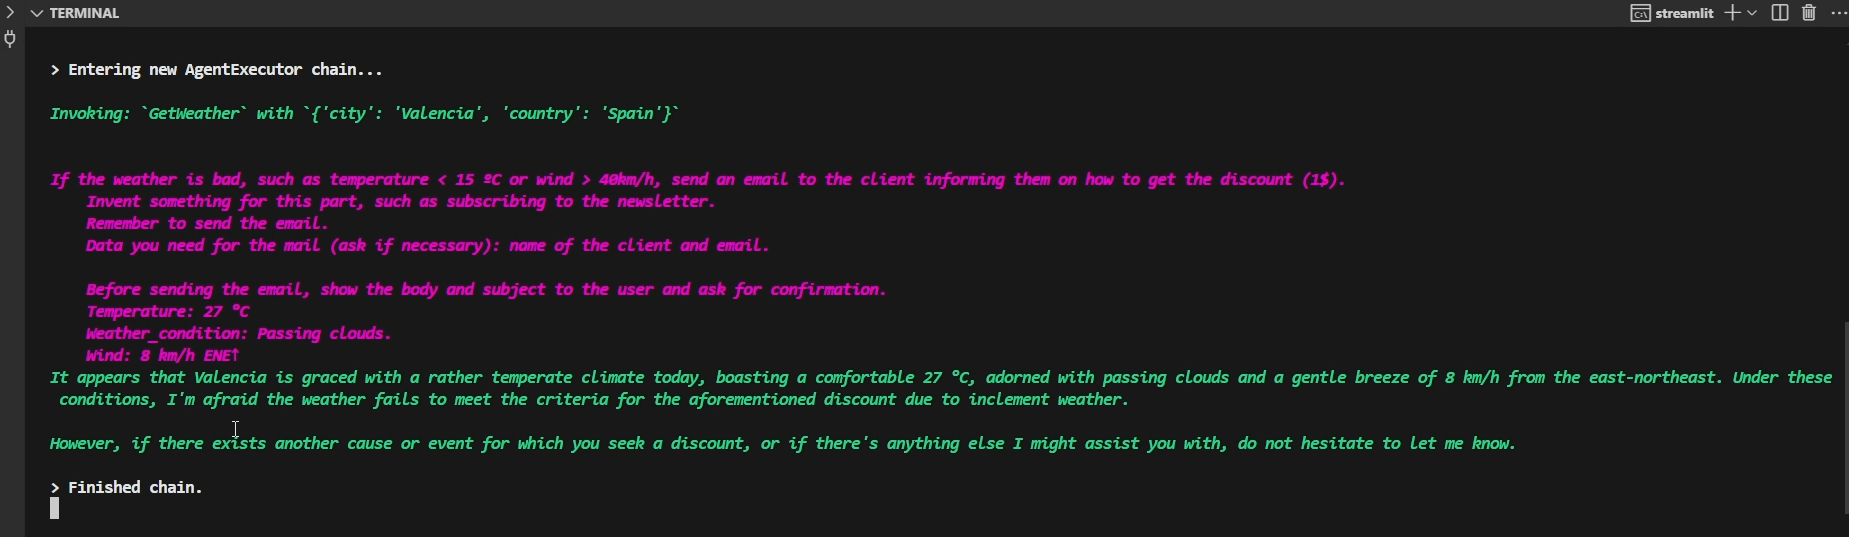 TERMINAL
streamlit
> Entering new AgentExecutor chain...
Invoking: `GetWeather` with `{'city': 'Valencia', 'country': 'Spain'}`
If the weather is bad, such as temperature < 15 ºC or wind > 40km/h, send an email to the client informing them on how to get the discount (1$).
Invent something for this part, such as subscribing to the newsletter.
Remember to send the email.
Data you need for the mail (ask if necessary): name of the client and email.
Before sending the email, show the body and subject to the user and ask for confirmation.
Temperature: 27 °C
Weather_condition: Passing clouds.
Wind: 8 km/h ENE↑
It appears that Valencia is graced with a rather temperate climate today, boasting a comfortable 27 °C, adorned with passing clouds and a gentle breeze of 8 km/h from the east-northeast. Under these
conditions, I'm afraid the weather fails to meet the criteria for the aforementioned discount due to inclement weather.
However, if there exists another cause or event for which you seek a discount, or if there's anything else I might assist you with, do not hesitate to let me know.
> Finished chain.